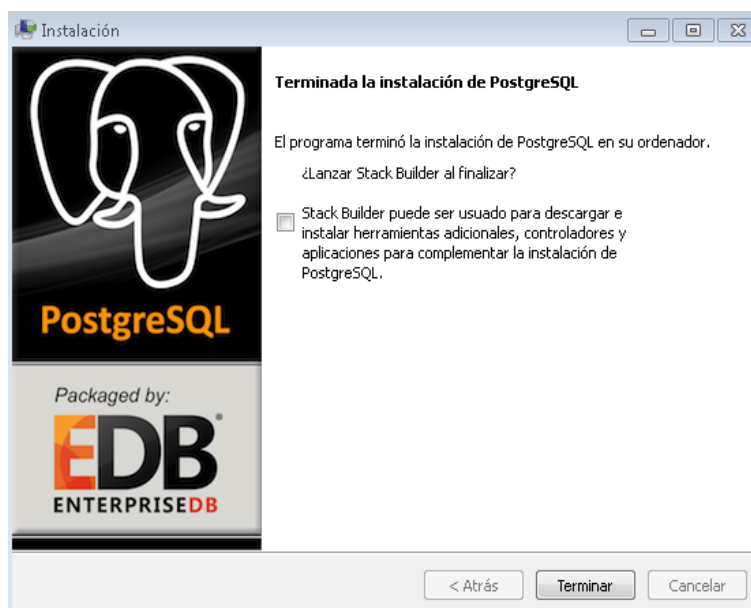 Instalación
Terminada la instalación de PostgreSQL
El programa terminó la instalación de PostgreSQL en su ordenador.
¿Lanzar Stack Builder al finalizar?
Stack Builder puede ser usado para descargar e
instalar herramientas adicionales, controladores y
aplicaciones para complementar la instalación de
PostgreSQL.
PostgreSQL
Packaged by:
EDB®
ENTERPRISEDB
< Atrás
Terminar
Cancelar